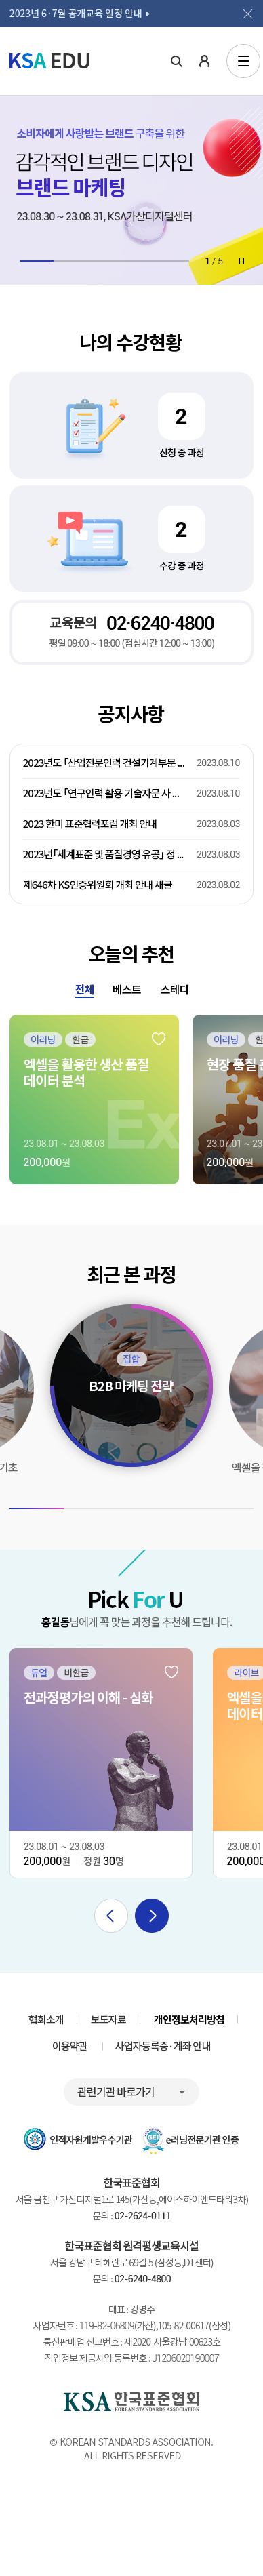 2023년 6·7월 공개교육 일정 안내
KSA EDU
소비자에게 사랑받는 브랜드 구축을 위한
감각적인 브랜드 디자인
브랜드 마케팅
23.08.30 ~ 23.08.31, KSA가산디지털센터
1 / 5
나의 수강현황
2
신청 중 과정
2
수강 중 과정
교육문의 02·6240·4800
평일 09:00 ~ 18:00 (점심시간 12:00 ~ 13:00)
공지사항
2023년도 「산업전문인력 건설기계부문 ... 2023.08.10
2023년도 「연구인력 활용 기술자문 사 ... 2023.08.10
2023 한미 표준협력포럼 개최 안내 2023.08.03
2023년「세계표준 및 품질경영 유공」 정 ... 2023.08.03
제646차 KS인증위원회 개최 안내 새글 2023.08.02
오늘의 추천
전체 베스트 스테디
이러닝 환급
엑셀을 활용한 생산 품질
데이터 분석
Ex
23.08.01 ~ 23.08.03
200,000원
이러닝 환
현장 품질
23.07.01 ~ 23
200,000원
최근 본 과정
집합
B2B 마케팅 전략
기초
엑셀을
Pick For U
홍길동님에게 꼭 맞는 과정을 추천해 드립니다.
듀얼 비환급
전과정평가의 이해 - 심화
23.08.01 ~ 23.08.03
200,000원 정원 30명
라이브
엑셀을
데이터
23.08.01
200,000
협회소개 보도자료 개인정보처리방침
이용약관 사업자등록증·계좌 안내
관련기관 바로가기
인적자원개발우수기관 e러닝전문기관 인증
한국표준협회
서울 금천구 가산디지털1로 145(가산동,에이스하이엔드타워3차)
문의 : 02-2624-0111
한국표준협회 원격평생교육시설
서울 강남구 테헤란로 69길 5 (삼성동,DT센터)
문의 : 02-6240-4800
대표 : 강명수
사업자번호 : 119-82-06809(가산),105-82-00617(삼성)
통신판매업 신고번호 : 제2020-서울강남-00623호
직업정보 제공사업 등록번호 : J1206020190007
KSA 한국표준협회
KOREAN STANDARDS ASSOCIATION
© KOREAN STANDARDS ASSOCIATION.
ALL RIGHTS RESERVED